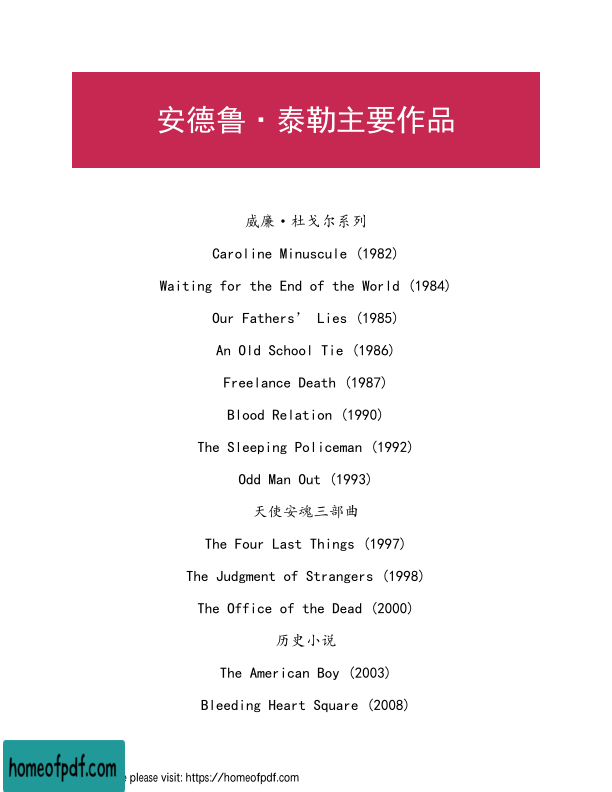 安德鲁·泰勒主要作品
威廉·杜戈尔系列
Caroline Minuscule (1982)
Waiting for the End of the World (1984)
Our Fathers’ Lies (1985)
An Old School Tie (1986)
Freelance Death (1987)
Blood Relation (1990)
The Sleeping Policeman (1992)
Odd Man Out (1993)
天使安魂三部曲
The Four Last Things (1997)
The Judgment of Strangers (1998)
The Office of the Dead (2000)
历史小说
The American Boy (2003)
Bleeding Heart Square (2008)
homeofpdf.com
please visit: https://homeofpdf.com